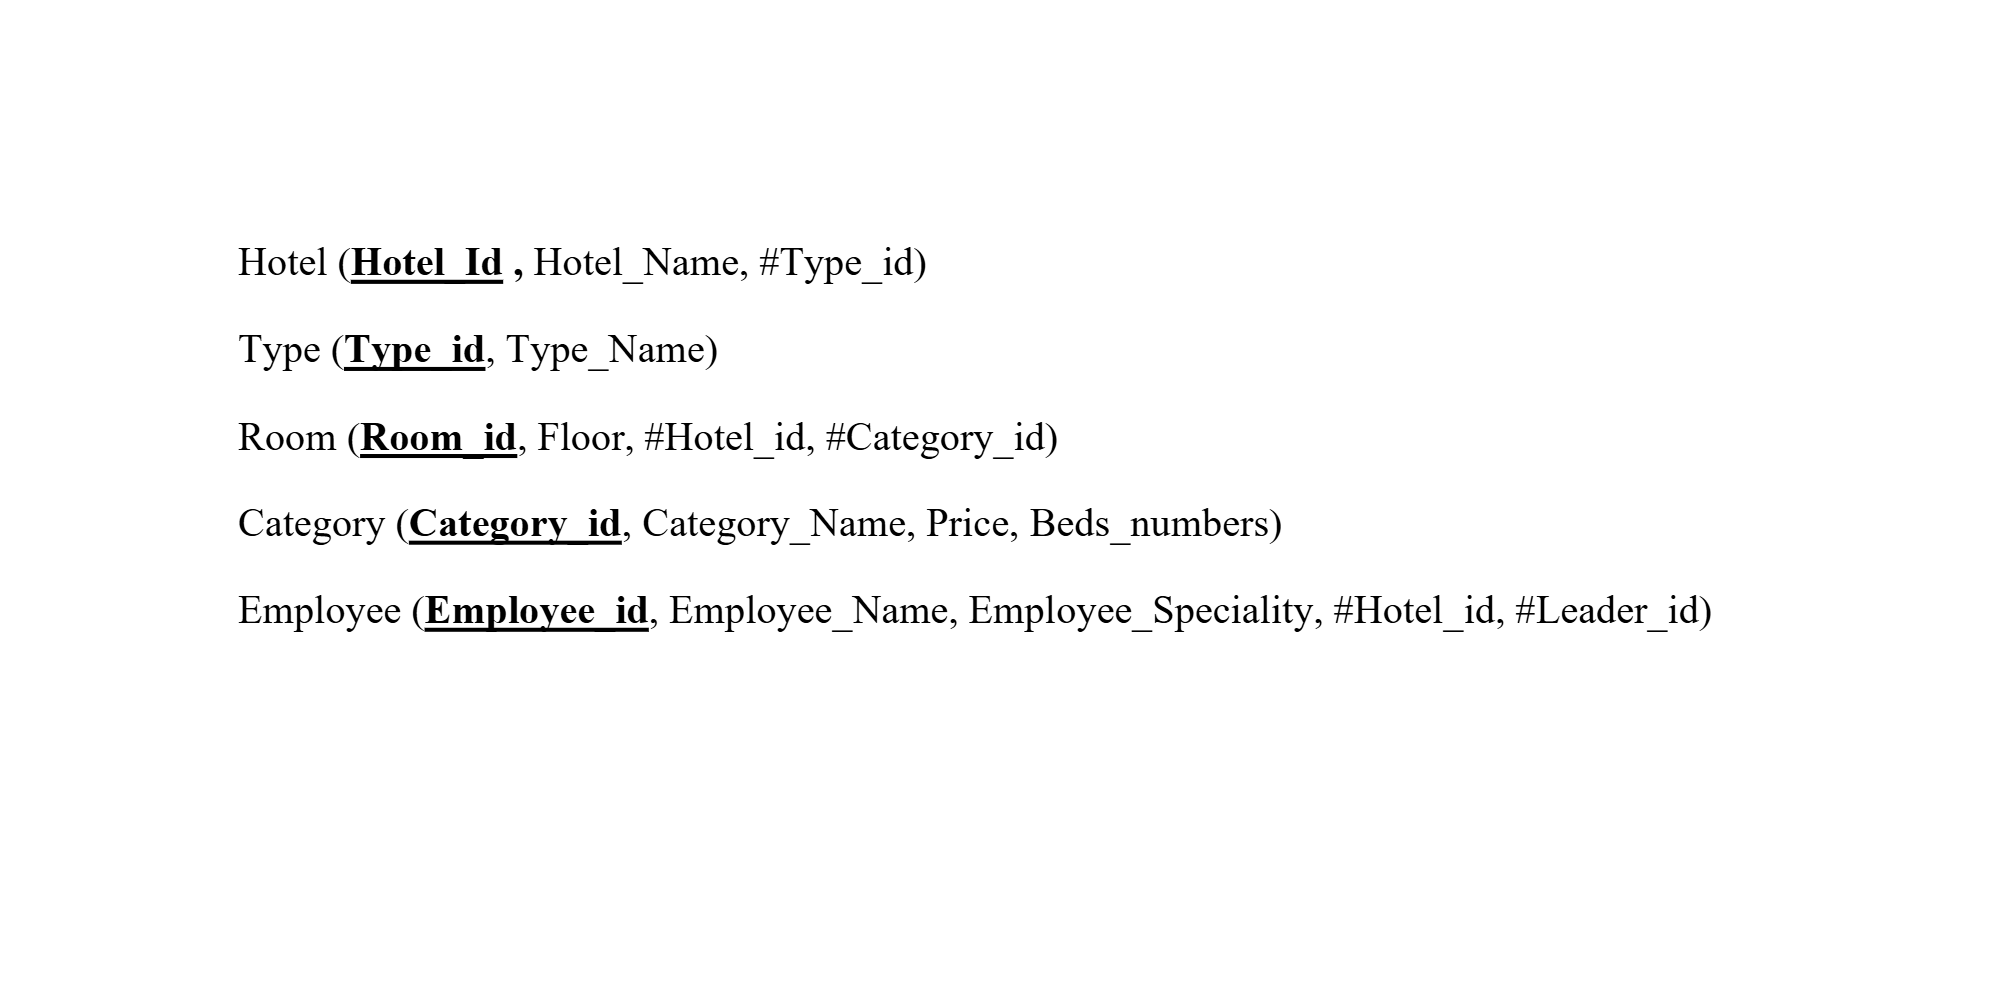 Hotel (Hotel_Id , Hotel_Name, #Type_id)
Type (Type_id, Type_Name)
Room (Room_id, Floor, #Hotel_id, #Category_id)
Category (Category_id, Category_Name, Price, Beds_numbers)
Employee (Employee_id, Employee_Name, Employee_Speciality, #Hotel_id, #Leader_id)